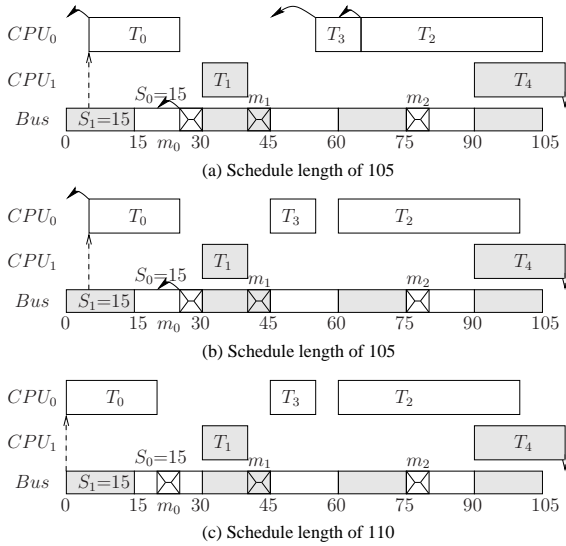 CPU₀ T₀ T₃ T₂
CPU₁ T₁ T₄
S₀=15 m₁ m₂
Bus S₁=15
0 15 m₀ 30 45 60 75 90 105
(a) Schedule length of 105
CPU₀ T₀ T₃ T₂
CPU₁ T₁ T₄
S₀=15 m₁ m₂
Bus S₁=15
0 15 m₀ 30 45 60 75 90 105
(b) Schedule length of 105
CPU₀ T₀ T₃ T₂
CPU₁ T₁ T₄
S₀=15 m₁ m₂
Bus S₁=15
0 15 m₀ 30 45 60 75 90 105
(c) Schedule length of 110